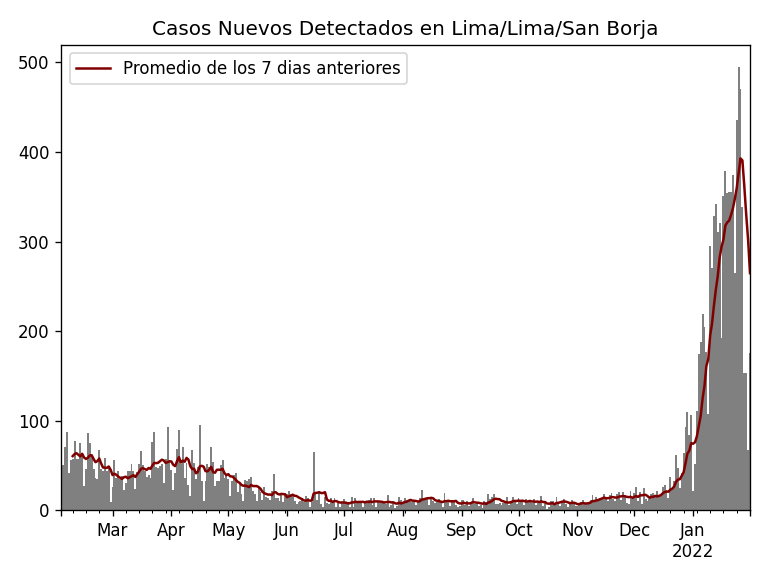 Casos Nuevos Detectados en Lima/Lima/San Borja
Promedio de los 7 dias anteriores
500
400
300
200
100
0
Mar Apr May Jun Jul Aug Sep Oct Nov Dec Jan
2022